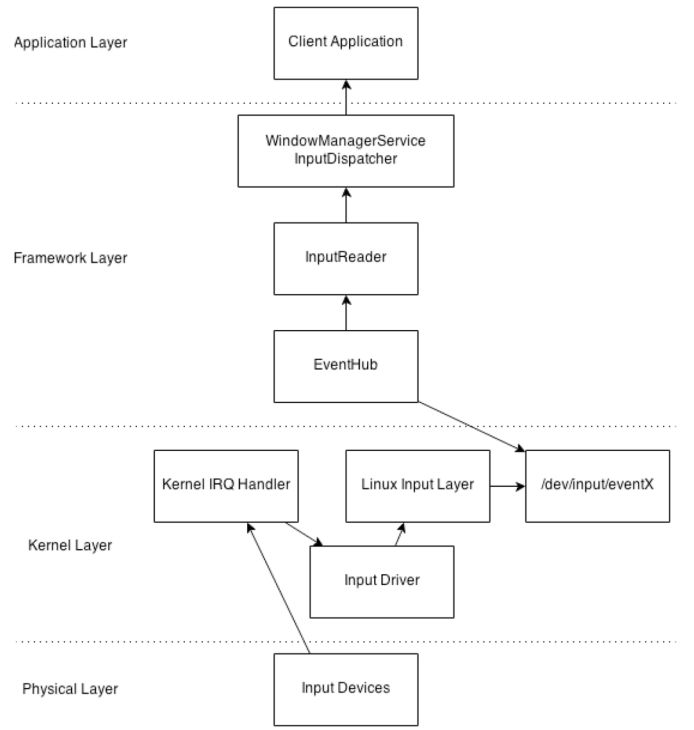 Application Layer
Client Application
WindowManagerService
InputDispatcher
Framework Layer
InputReader
EventHub
Kernel IRQ Handler
Linux Input Layer
/dev/input/eventX
Kernel Layer
Input Driver
Physical Layer
Input Devices